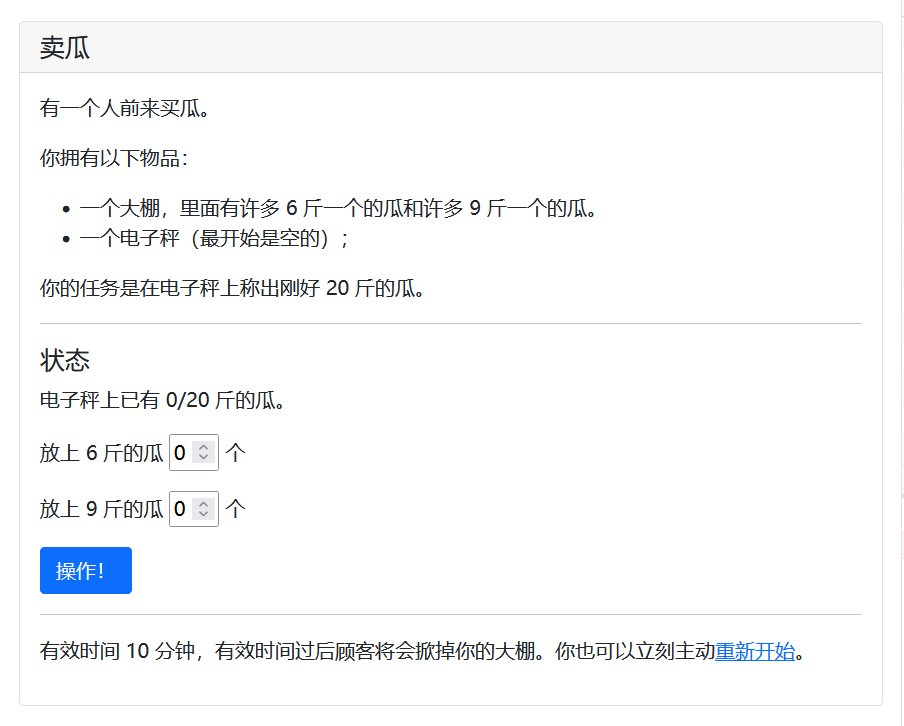 卖瓜
有一个人前来买瓜。
你拥有以下物品：
一个大棚，里面有许多 6 斤一个的瓜和许多 9 斤一个的瓜。
一个电子秤（最开始是空的）；
你的任务是在电子秤上称出刚好 20 斤的瓜。
状态
电子秤上已有 0/20 斤的瓜。
放上 6 斤的瓜 0 个
放上 9 斤的瓜 0 个
操作！
有效时间 10 分钟，有效时间过后顾客将会掀掉你的大棚。你也可以立刻主动重新开始。